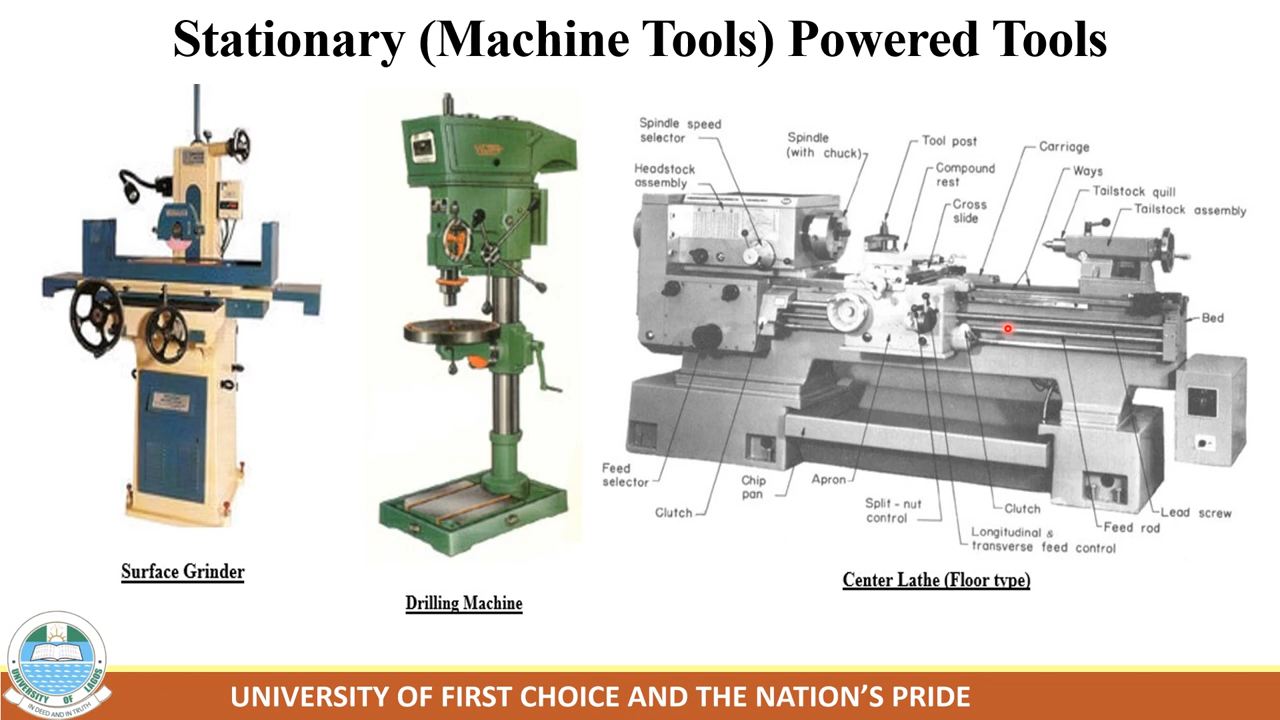 Stationary (Machine Tools) Powered Tools
Spindle speed
selector
Spindle
(with chuck)
Tool post
Carriage
Headstock
assembly
Compound
rest
Ways
Cross
slide
Tailstock quill
Tailstock assembly
Bed
Feed
selector
Clutch
Chip
pan
Apron
Split-nut
control
Clutch
Longitudinal &
transverse feed control
Feed rod
Lead screw
Surface Grinder
Drilling Machine
Center Lathe (Floor type)
UNIVERSITY OF LAGOS
IN DEED AND IN TRUTH
UNIVERSITY OF FIRST CHOICE AND THE NATION’S PRIDE